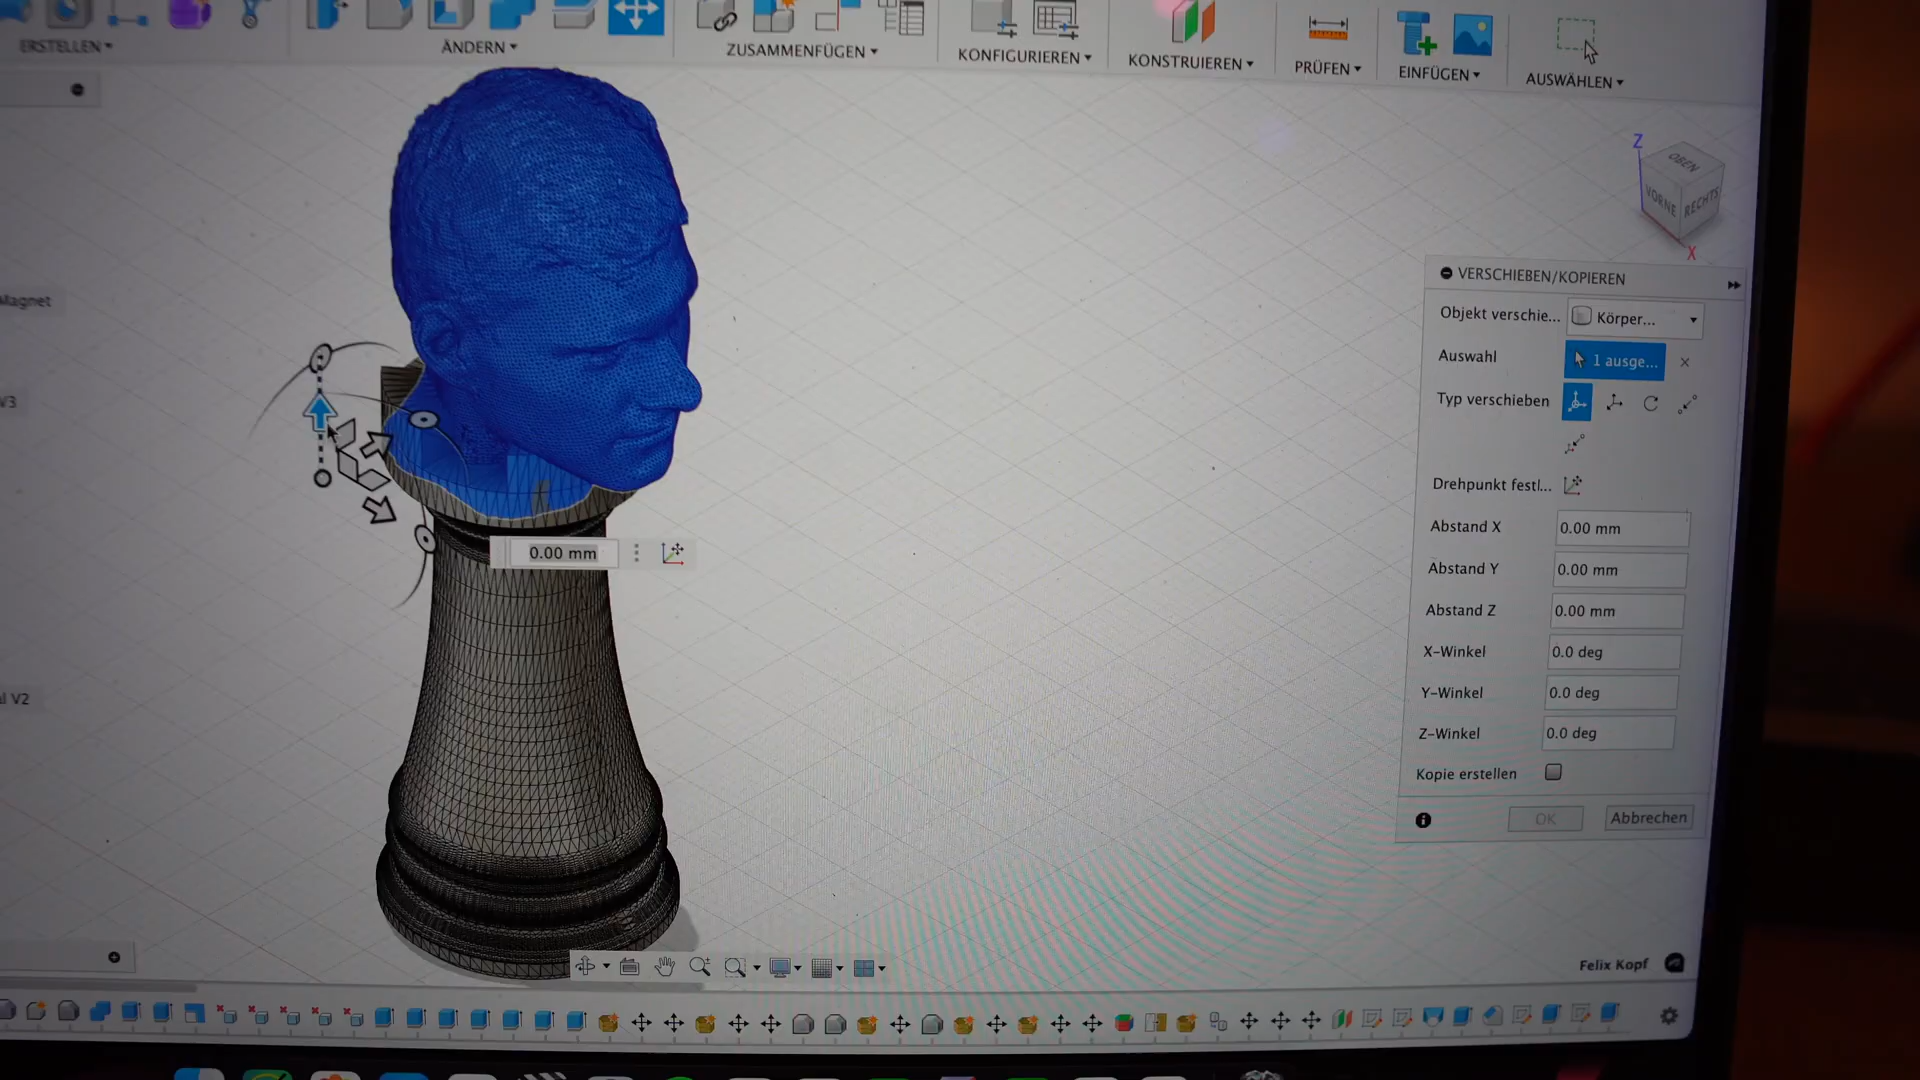 ERSTELLEN
ÄNDERN
ZUSAMMENFÜGEN
KONFIGURIEREN
KONSTRUIEREN
PRÜFEN
EINFÜGEN
AUSWÄHLEN
Z
OBEN
VORNE
RECHTS
X
Magnet
V3
V2
VERSCHIEBEN/KOPIEREN
Objekt verschie... Körper...
Auswahl 1 ausge...
Typ verschieben
Drehpunkt festl...
Abstand X 0.00 mm
Abstand Y 0.00 mm
Abstand Z 0.00 mm
X-Winkel 0.0 deg
Y-Winkel 0.0 deg
Z-Winkel 0.0 deg
Kopie erstellen
OK Abbrechen
0.00 mm
Felix Kopf